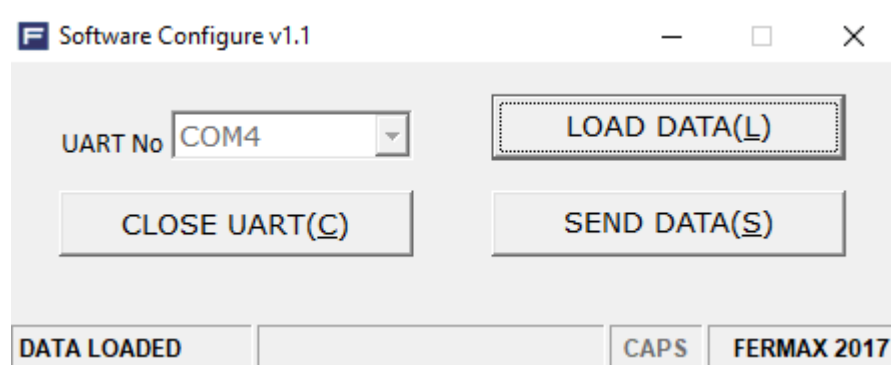 Software Configure v1.1
UART No COM4
LOAD DATA(L)
CLOSE UART(C)
SEND DATA(S)
DATA LOADED CAPS FERMAX 2017